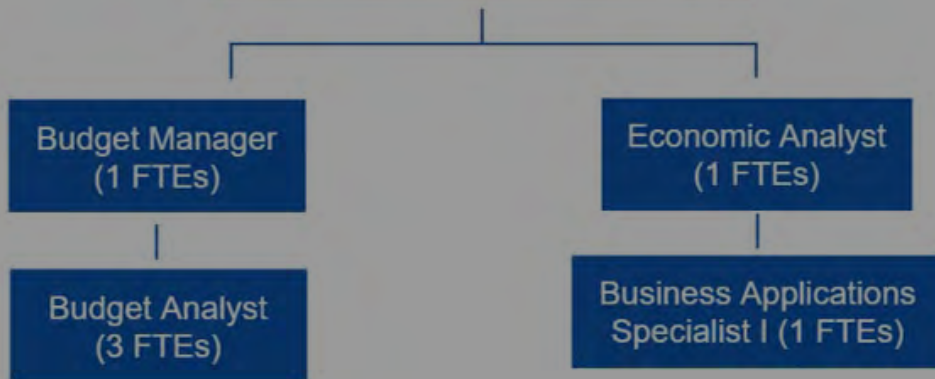 Budget Manager
(1 FTEs)
Economic Analyst
(1 FTEs)
Budget Analyst
(3 FTEs)
Business Applications
Specialist I (1 FTEs)